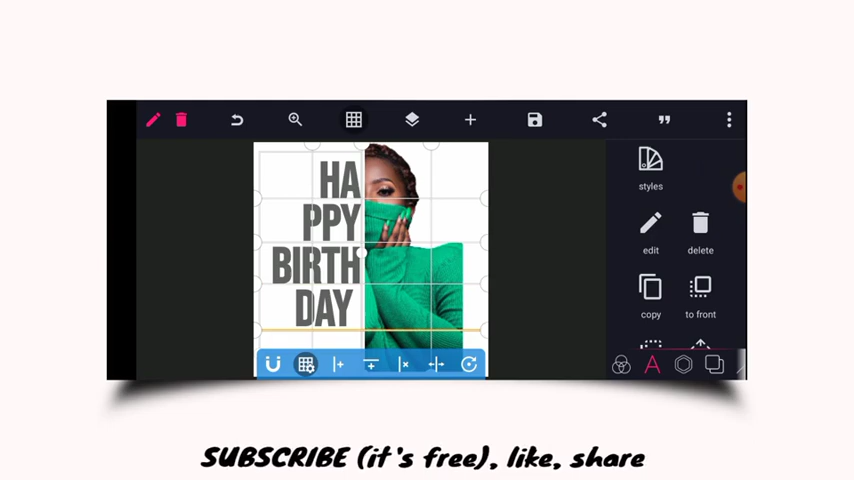 styles
HA
PPY
BIRTH
DAY
edit
delete
copy
to front
SUBSCRIBE (it's free), like, share